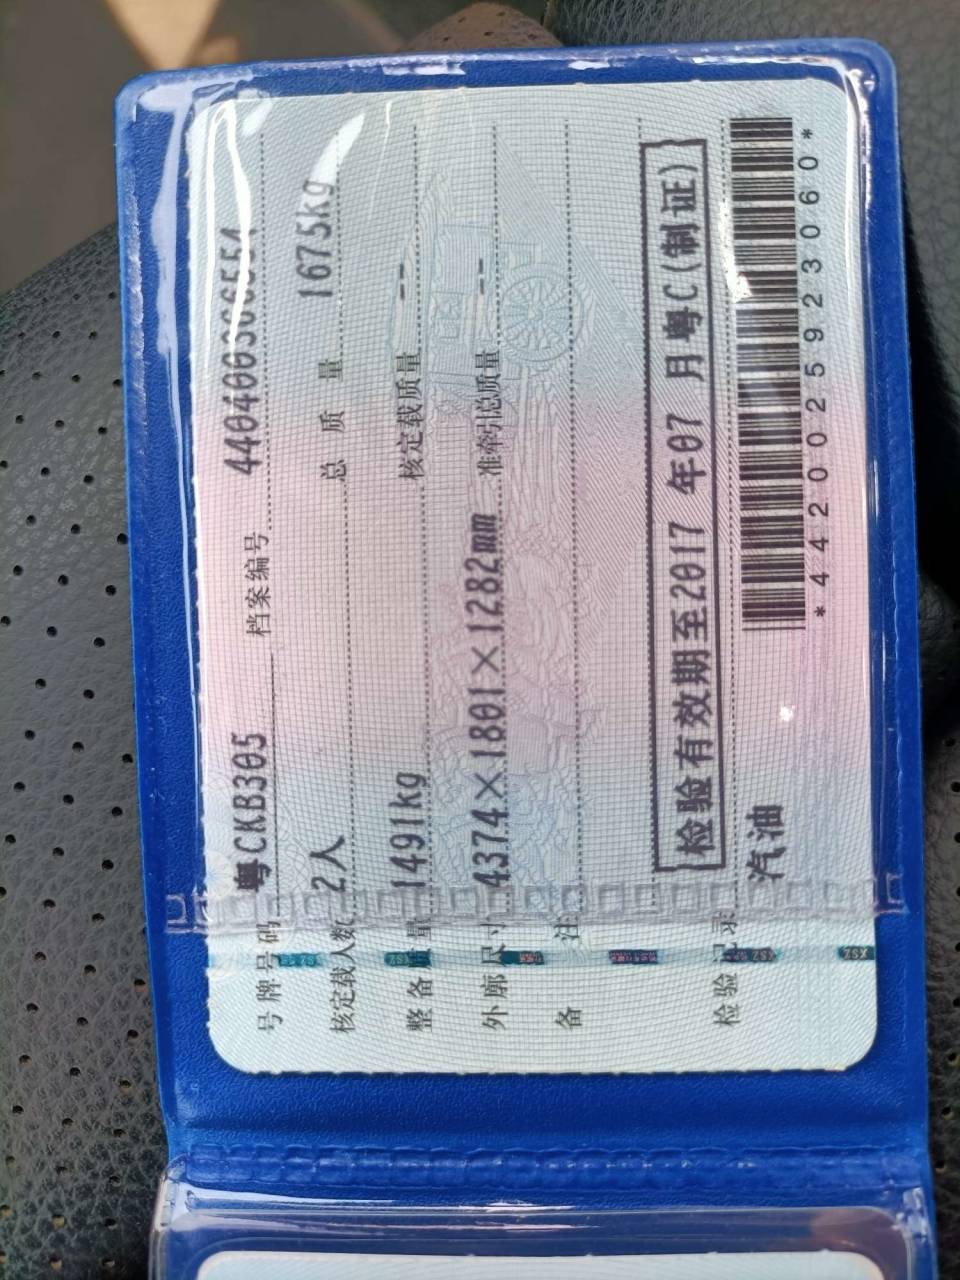 号牌号码 粤CKB305 档案编号
核定载人数 2人 总质量 1675kg
整备质量 1491kg 核定载质量 --
外廓尺寸 4374×1801×1282mm 准牵引总质量 --
备注
检验有效期至2017年07月粤C(制证)
检验记录
汽油
*4420025923060*